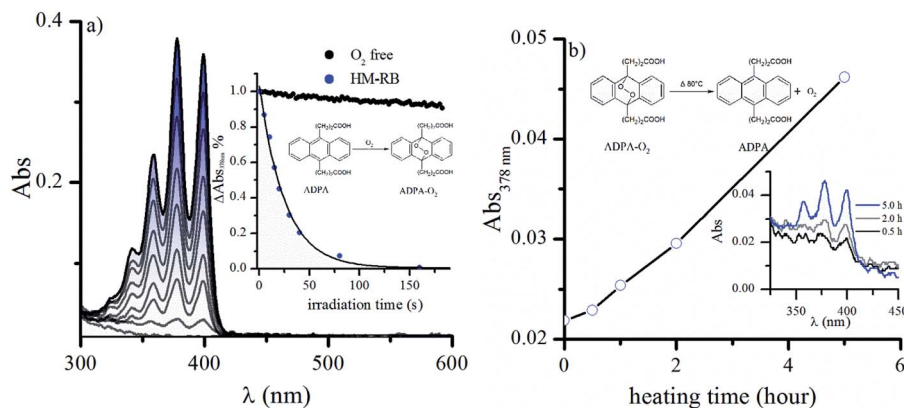 a)
0.4
0.2
Abs
300
400
500
600
λ (nm)
O₂ free
HM-RB
1.0
0.8
0.6
0.4
0.2
0.0
%
0
50
100
150
irradiation time (s)
(CH₂)₂COOH
(CH₂)₂COOH
O₂
ADPA
ADPA-O₂
b)
0.05
0.04
0.03
0.02
Abs378 nm
0
2
4
6
heating time (hour)
(CH₂)₂COOH
(CH₂)₂COOH
Δ 80°C
+ O₂
(CH₂)₂COOH
(CH₂)₂COOH
ADPA-O₂
ADPA
Abs
0.04
0.02
0.00
350
400
450
λ (nm)
5.0 h
2.0 h
0.5 h